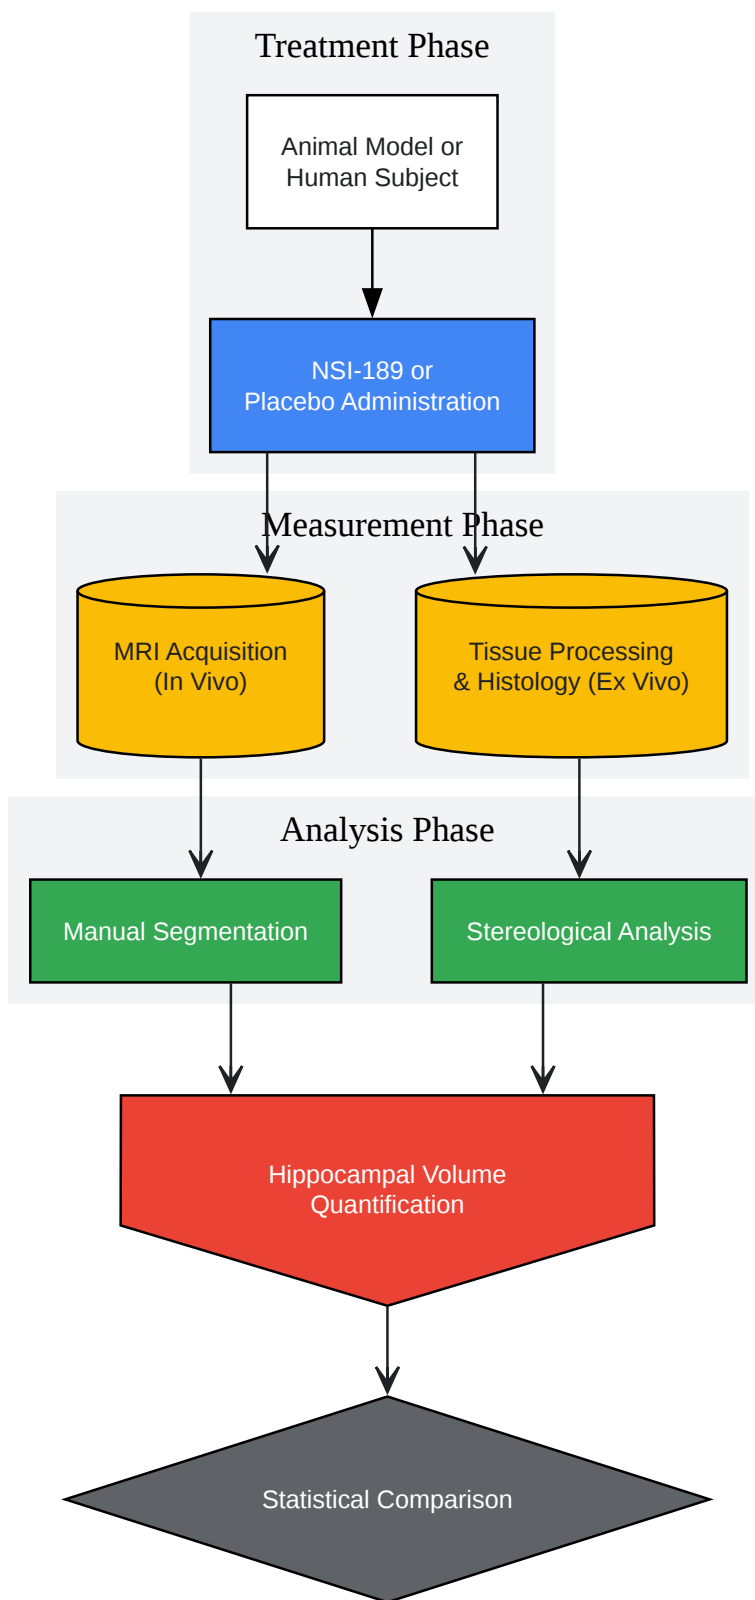 Treatment Phase
Animal Model or
Human Subject
NSI-189 or
Placebo Administration
Measurement Phase
MRI Acquisition
(In Vivo)
Tissue Processing
& Histology (Ex Vivo)
Analysis Phase
Manual Segmentation
Stereological Analysis
Hippocampal Volume
Quantification
Statistical Comparison